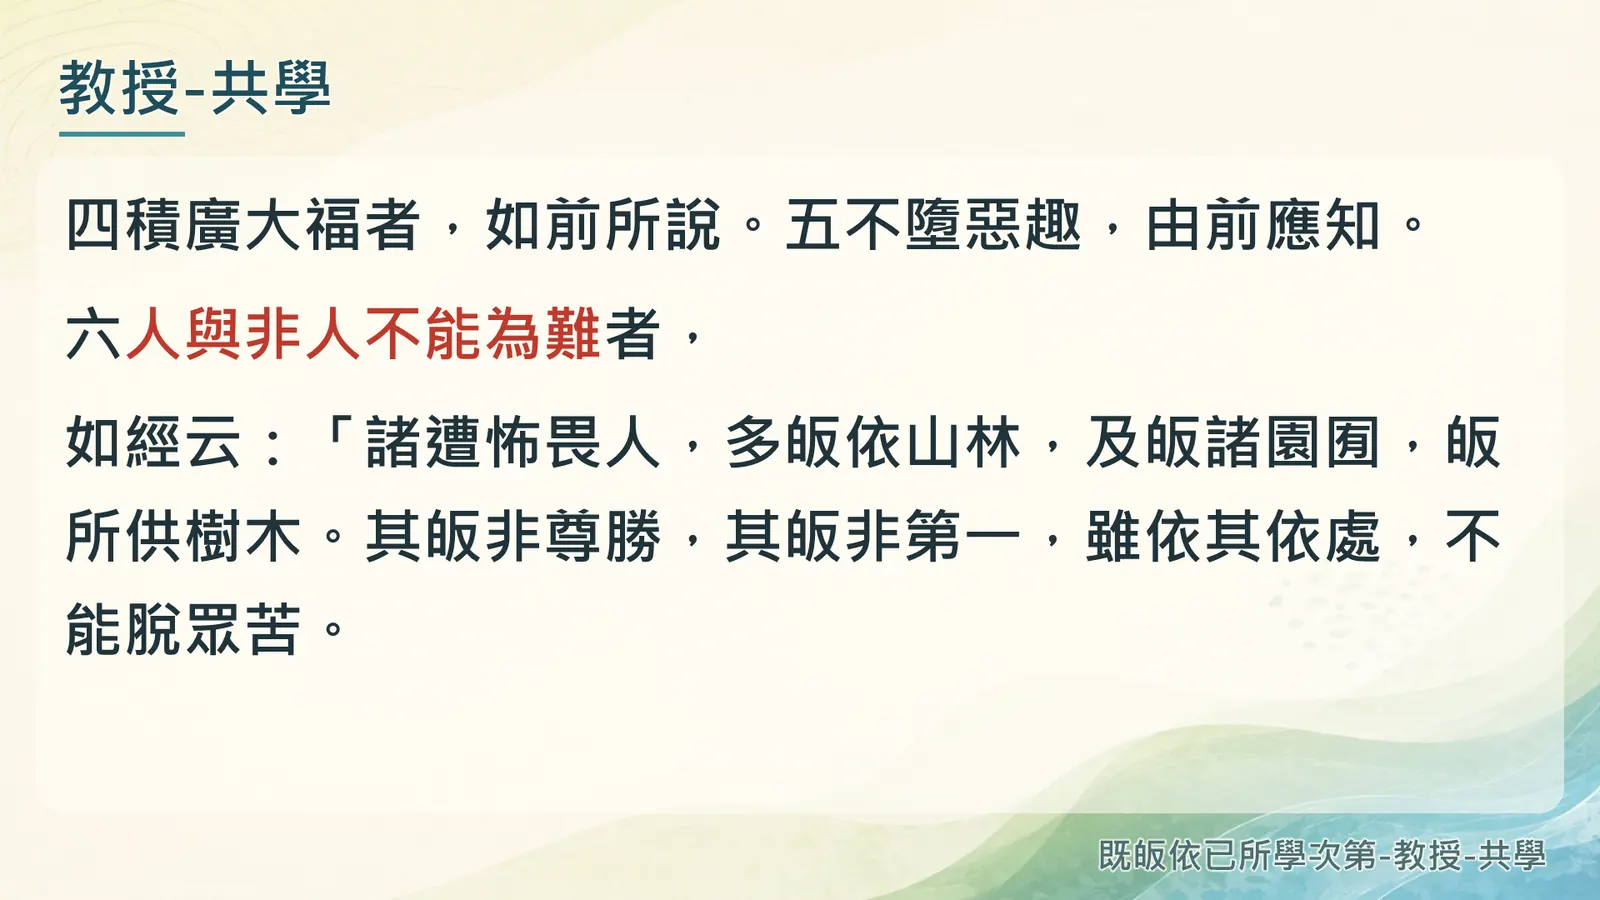 教授-共學
四積廣大福者，如前所說。五不墮惡趣，由前應知。
六人與非人不能為難者，
如經云：「諸遭怖畏人，多皈依山林，及皈諸園囿，皈
所供樹木。其皈非尊勝，其皈非第一，雖依其依處，不
能脫眾苦。
既皈依已所學次第-教授-共學